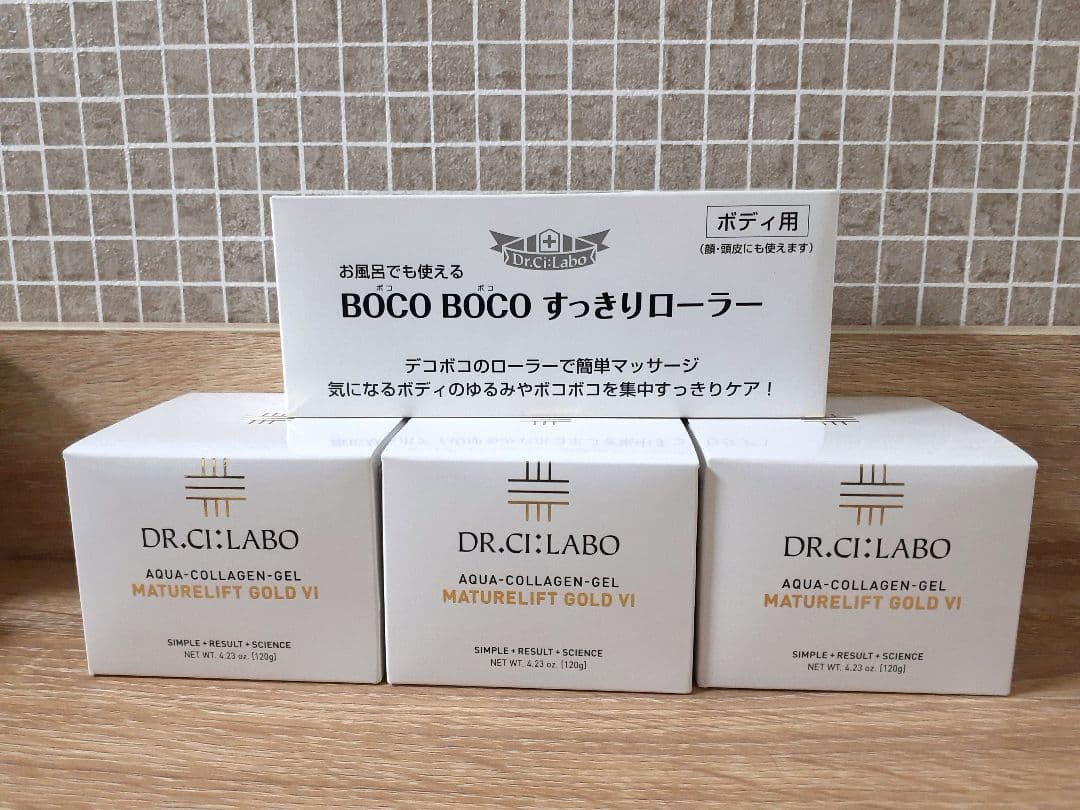 ボディ用
(顔・頭皮にも使えます)
Dr.Ci:Labo
お風呂でも使える
ボコ ボコ
BOCO BOCO すっきりローラー
デコボコのローラーで簡単マッサージ
気になるボディのゆるみやボコボコを集中すっきりケア！
DR.CI:LABO
AQUA-COLLAGEN-GEL
MATURELIFT GOLD VI
SIMPLE + RESULT + SCIENCE
NET WT. 4.23 oz. [120g]
DR.CI:LABO
AQUA-COLLAGEN-GEL
MATURELIFT GOLD VI
SIMPLE + RESULT + SCIENCE
NET WT. 4.23 oz. [120g]
DR.CI:LABO
AQUA-COLLAGEN-GEL
MATURELIFT GOLD VI
SIMPLE + RESULT + SCIENCE
NET WT. 4.23 oz. [120g]